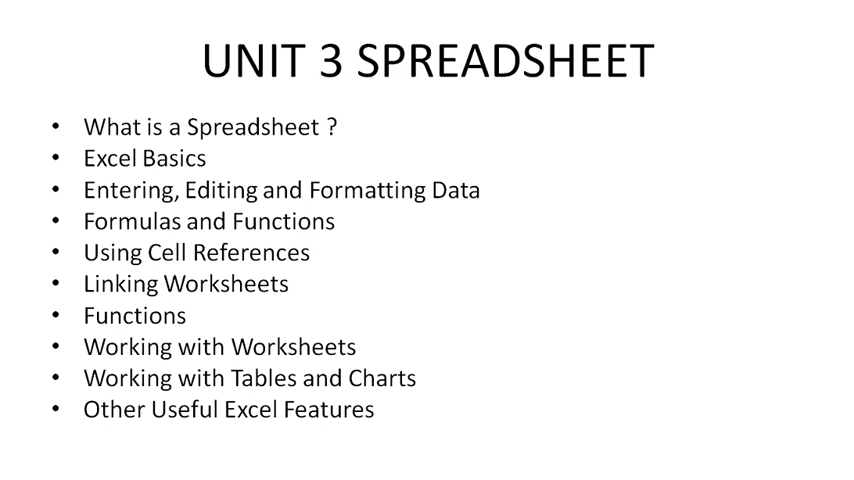 UNIT 3 SPREADSHEET
• What is a Spreadsheet ?
• Excel Basics
• Entering, Editing and Formatting Data
• Formulas and Functions
• Using Cell References
• Linking Worksheets
• Functions
• Working with Worksheets
• Working with Tables and Charts
• Other Useful Excel Features